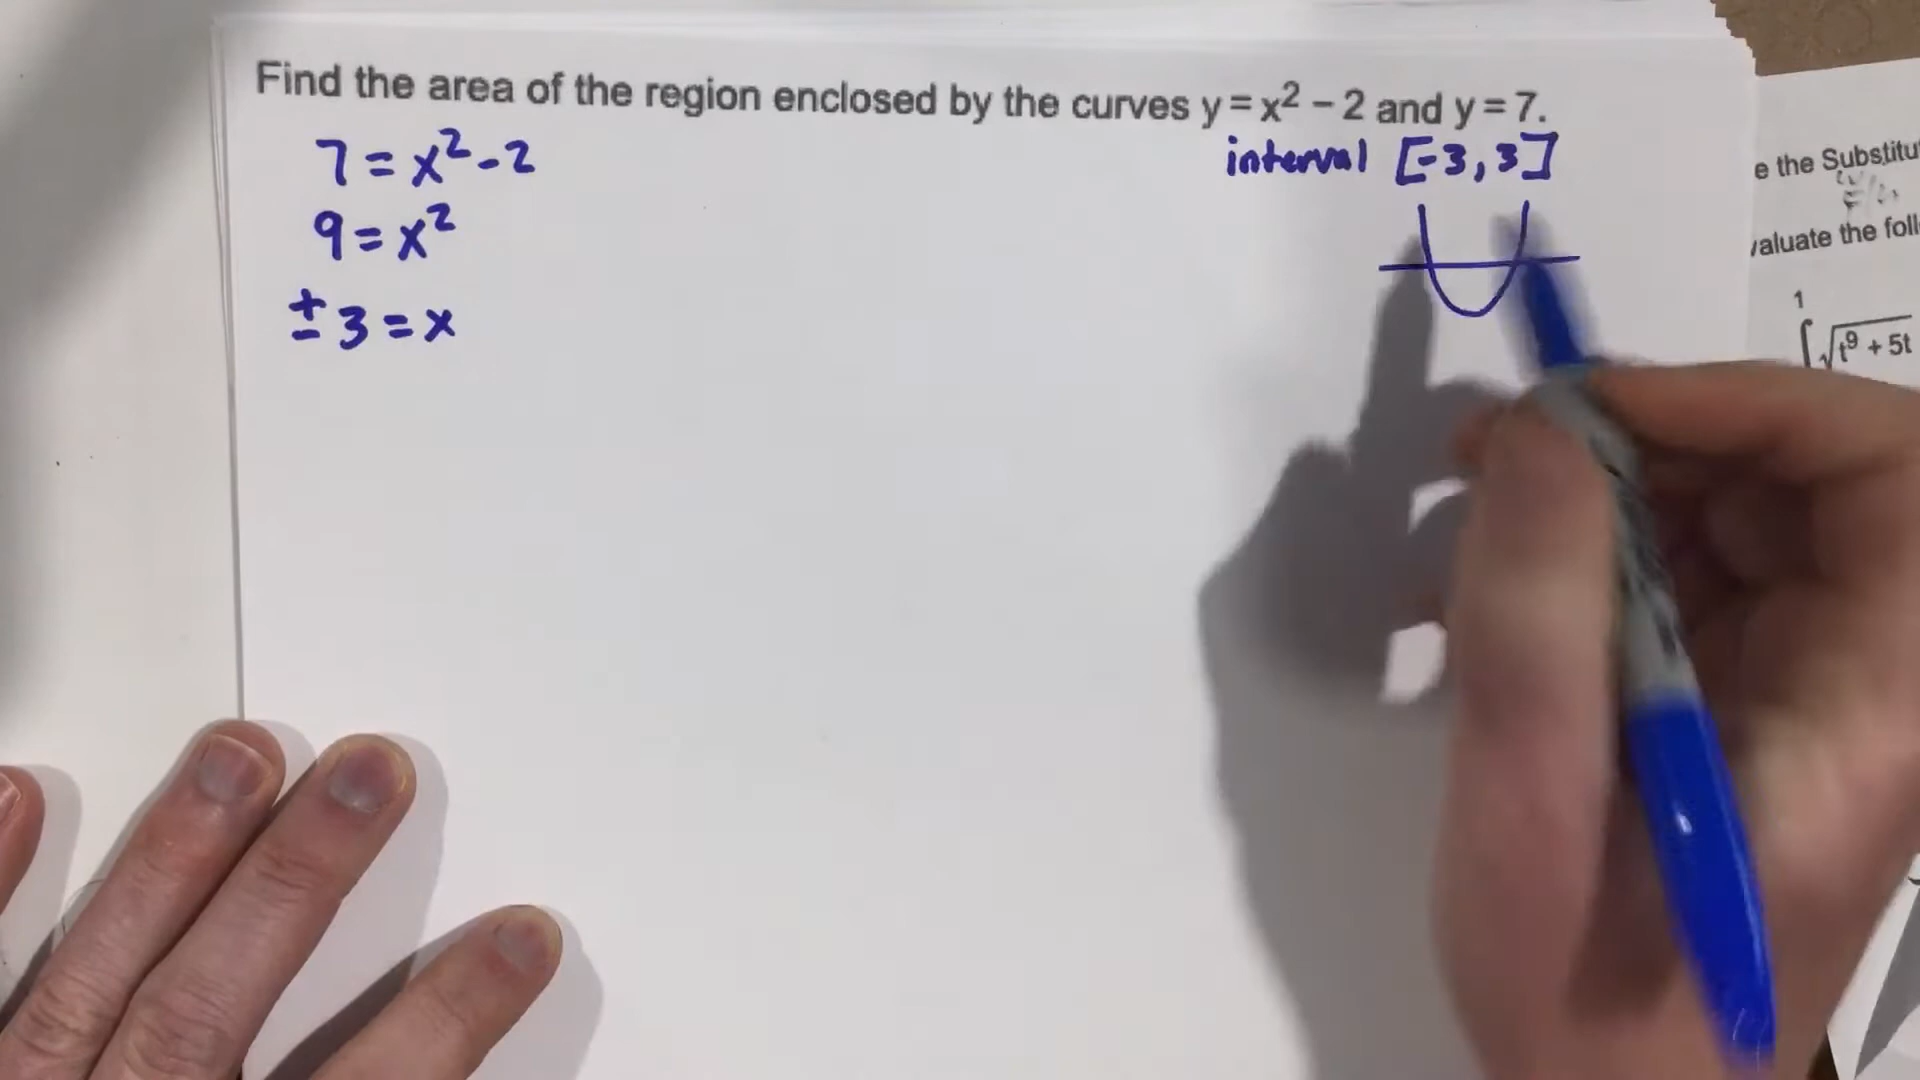 Find the area of the region enclosed by the curves y = x² – 2 and y = 7.
7 = x² - 2
9 = x²
± 3 = x
interval [-3, 3]
e the Substitu
valuate the foll
1
∫ √t⁹ + 5t